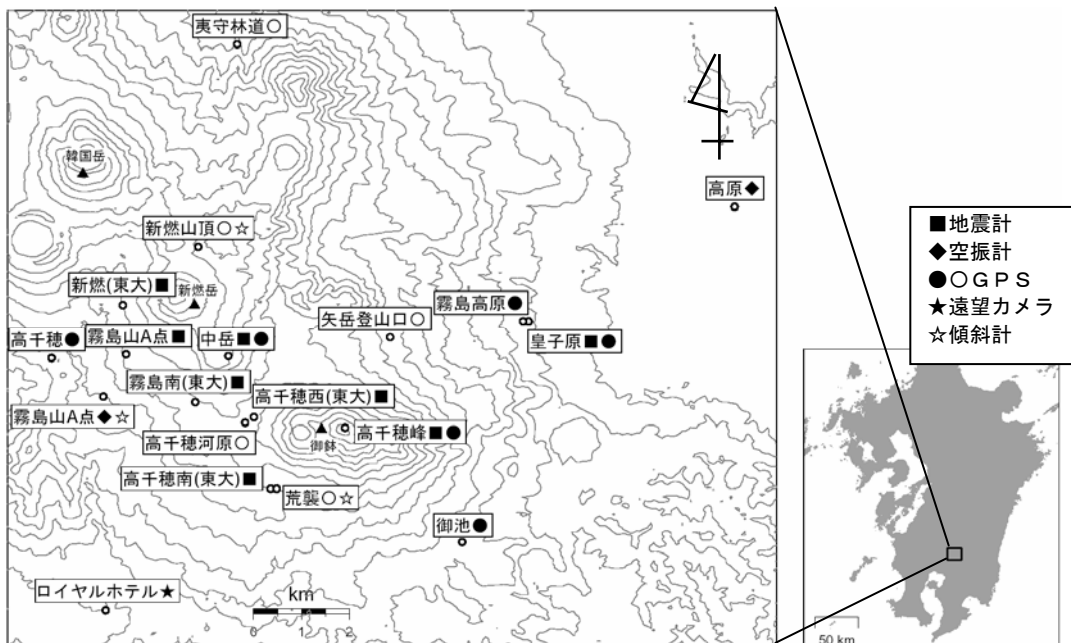 夷守林道○
韓国岳
高原◆
新燃山頂○☆
新燃(東大)■
新燃岳
霧島高原●
矢岳登山口○
高千穂●
霧島山A点■
中岳■●
皇子原■●
霧島南(東大)■
高千穂西(東大)■
霧島山A点◆☆
高千穂河原○
御鉢
高千穂峰■●
高千穂南(東大)■
荒襲○☆
御池●
ロイヤルホテル★
km
0 1 2
■地震計
◆空振計
●○GPS
★遠望カメラ
☆傾斜計
50 km